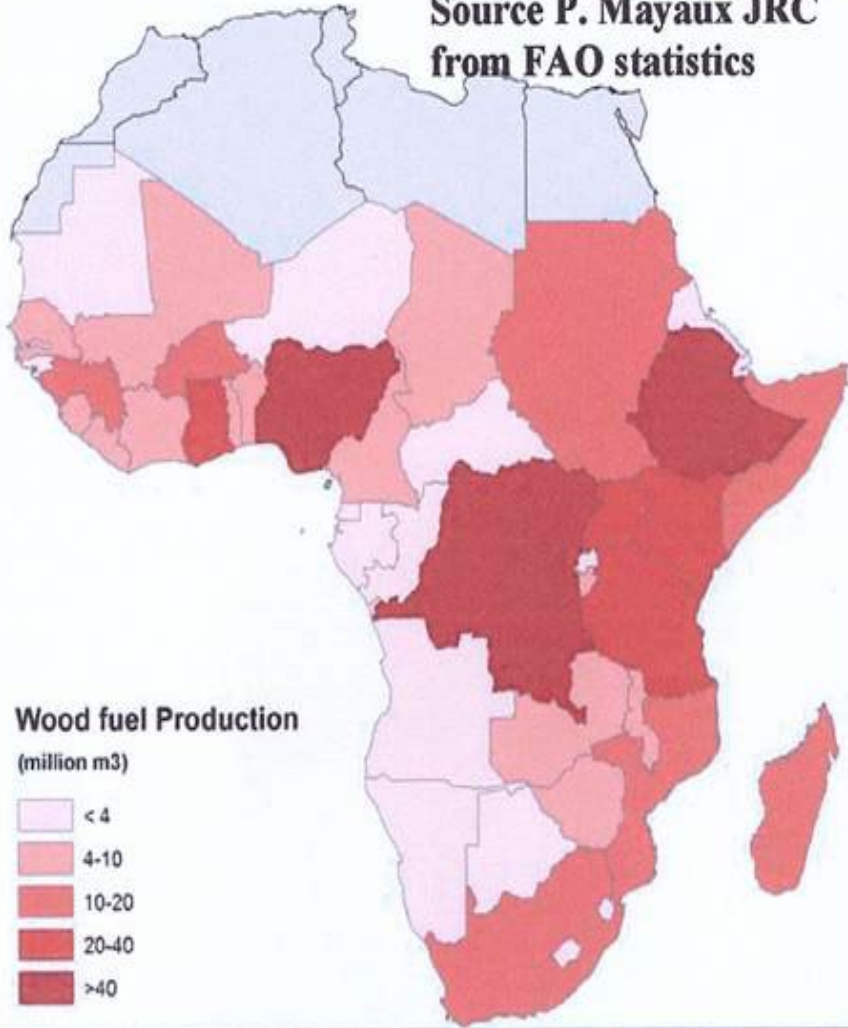 Source P. Mayaux JRC
from FAO statistics
Wood fuel Production
(million m3)
< 4
4-10
10-20
20-40
>40